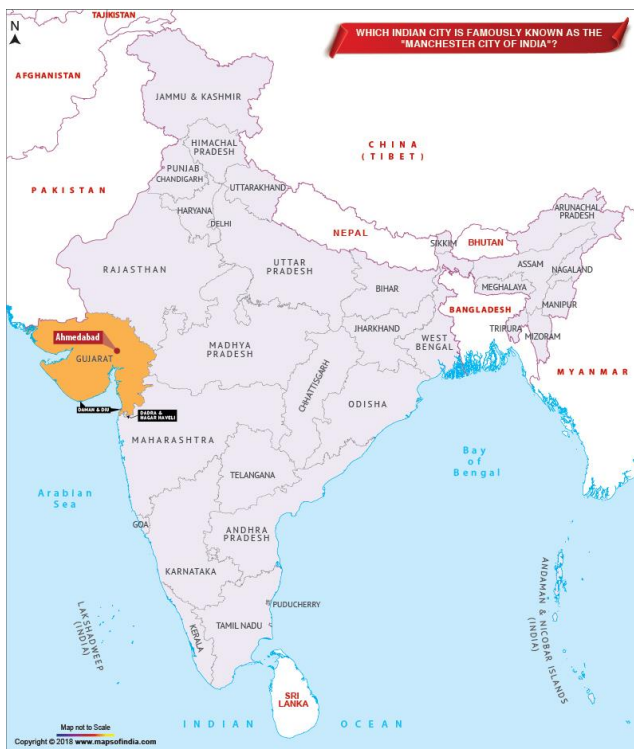 TAJIKISTAN
N
WHICH INDIAN CITY IS FAMOUSLY KNOWN AS THE
"MANCHESTER CITY OF INDIA"?
AFGHANISTAN
JAMMU & KASHMIR
CHINA
(TIBET)
HIMACHAL
PRADESH
PUNJAB
CHANDIGARH
PAKISTAN
UTTARAKHAND
HARYANA
DELHI
NEPAL
ARUNACHAL
PRADESH
SIKKIM
BHUTAN
RAJASTHAN
UTTAR
PRADESH
ASSAM
NAGALAND
MEGHALAYA
BIHAR
MANIPUR
BANGLADESH
Ahmedabad
GUJARAT
MADHYA
PRADESH
JHARKHAND
WEST
BENGAL
TRIPURA
MIZORAM
MYANMAR
CHHATTISGARH
DAMAN & DIU
DADRA &
NAGAR HAVELI
ODISHA
MAHARASHTRA
TELANGANA
Bay
of
Bengal
Arabian
Sea
GOA
ANDHRA
PRADESH
KARNATAKA
ANDAMAN & NICOBAR ISLANDS
(INDIA)
LAKSHADWEEP
(INDIA)
PUDUCHERRY
TAMIL NADU
KERALA
SRI
LANKA
Map not to Scale
INDIAN OCEAN
Copyright © 2018 www.mapsofindia.com